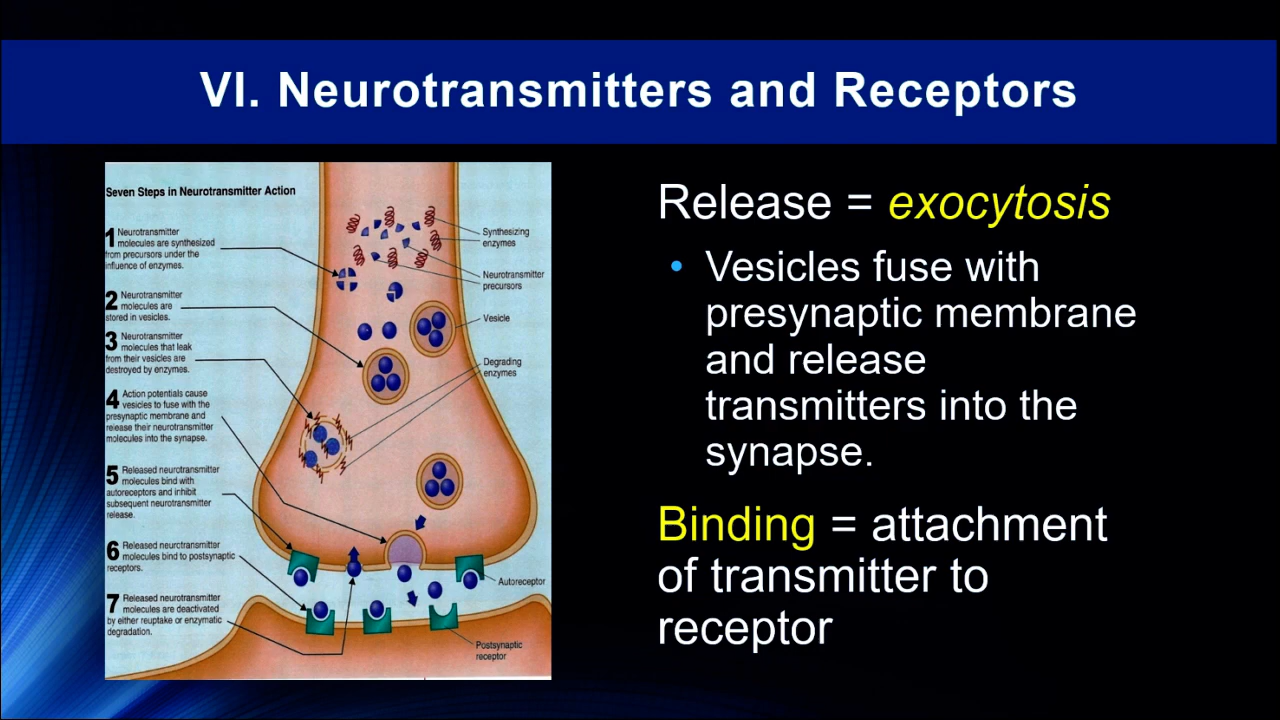 VI. Neurotransmitters and Receptors
Seven Steps in Neurotransmitter Action
1 Neurotransmitter
molecules are synthesized
from precursors under the
influence of enzymes.
2 Neurotransmitter
molecules are
stored in vesicles.
3 Neurotransmitter
molecules that leak
from their vesicles are
destroyed by enzymes.
4 Action potentials cause
vesicles to fuse with the
presynaptic membrane and
release their neurotransmitter
molecules into the synapse.
5 Released neurotransmitter
molecules bind with
autoreceptors and inhibit
subsequent neurotransmitter
release.
6 Released neurotransmitter
molecules bind to postsynaptic
receptors.
7 Released neurotransmitter
molecules are deactivated
by either reuptake or enzymatic
degradation.
Synthesizing
enzymes
Neurotransmitter
precursors
Vesicle
Degrading
enzymes
Autoreceptor
Postsynaptic
receptor
Release = exocytosis
• Vesicles fuse with
presynaptic membrane
and release
transmitters into the
synapse.
Binding = attachment
of transmitter to
receptor